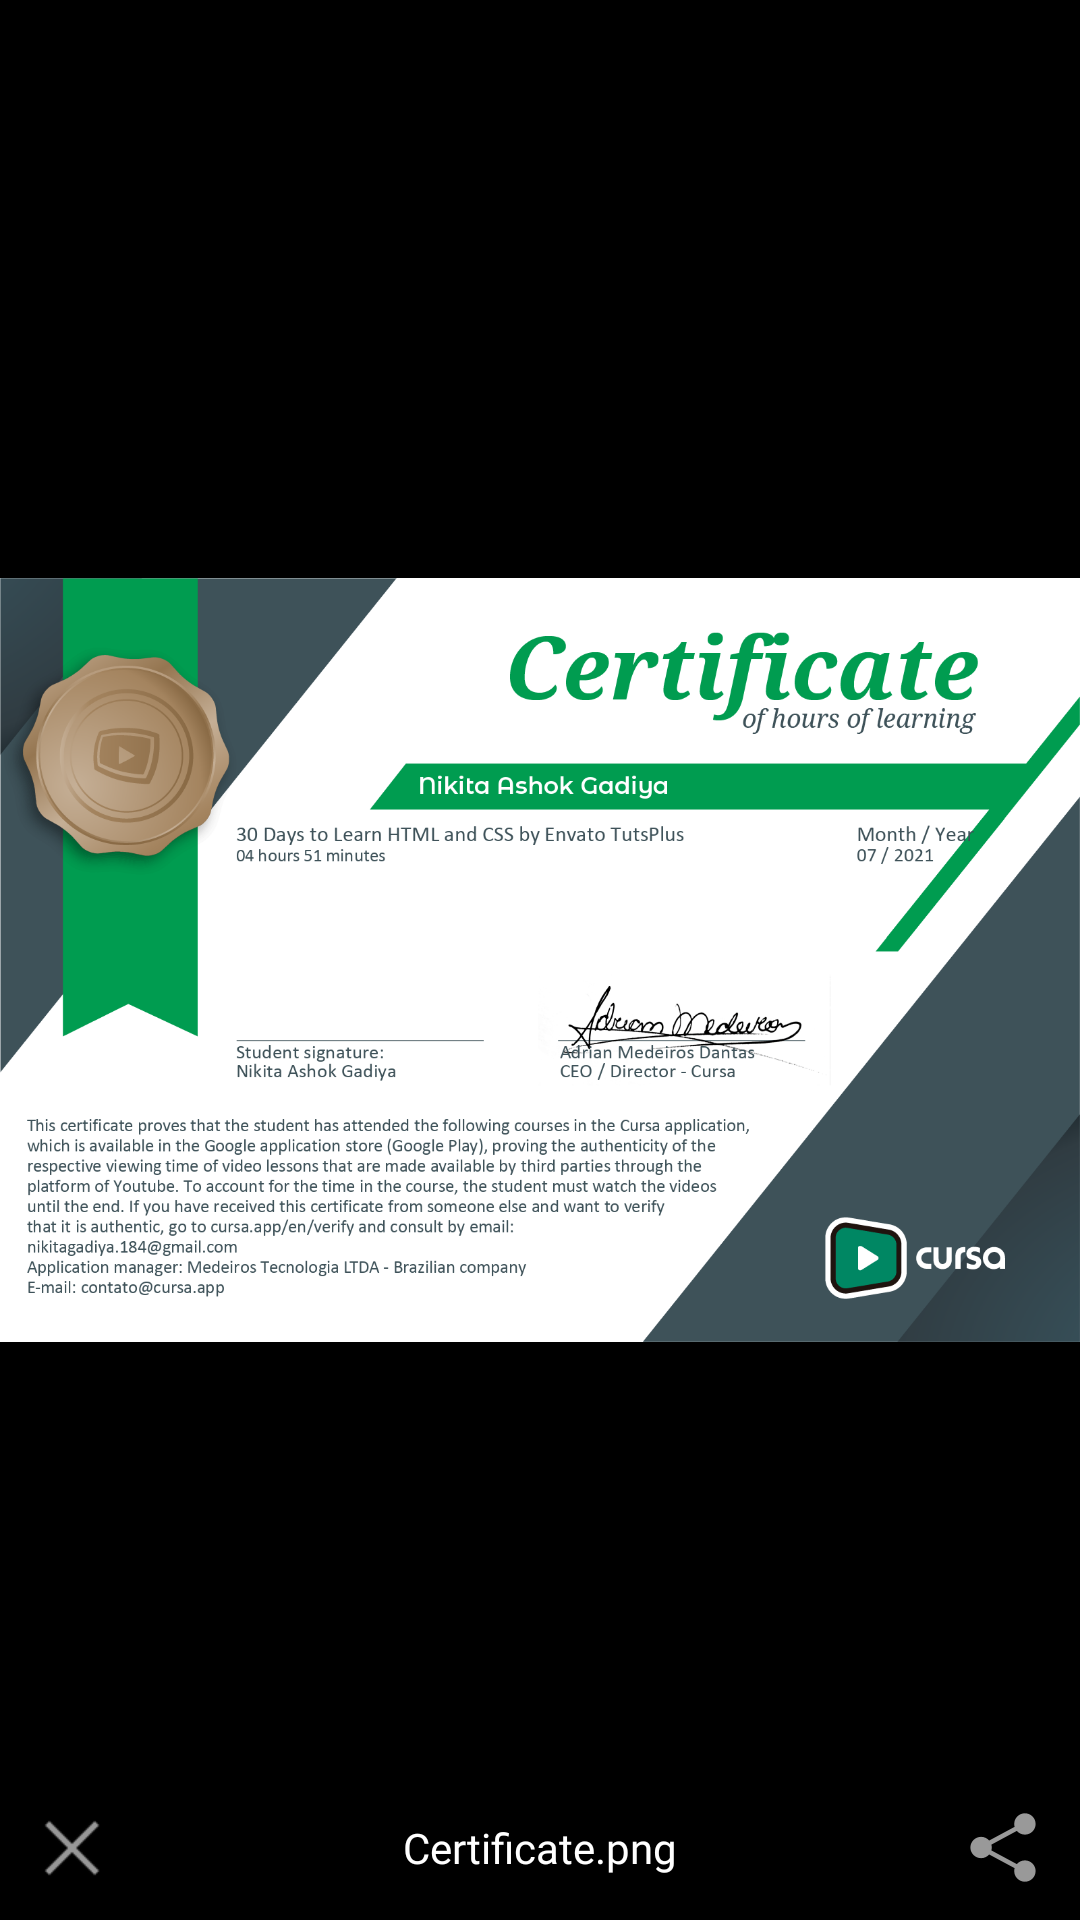 Certificate
of hours of learning
Nikita Ashok Gadiya
30 Days to Learn HTML and CSS by Envato TutsPlus
04 hours 51 minutes
Month / Year
07 / 2021
Adrian Medeiros
Student signature:
Nikita Ashok Gadiya
Adrian Medeiros Dantas
CEO / Director - Cursa
This certificate proves that the student has attended the following courses in the Cursa application,
which is available in the Google application store (Google Play), proving the authenticity of the
respective viewing time of video lessons that are made available by third parties through the
platform of Youtube. To account for the time in the course, the student must watch the videos
until the end. If you have received this certificate from someone else and want to verify
that it is authentic, go to cursa.app/en/verify and consult by email:
nikitagadiya.184@gmail.com
Application manager: Medeiros Tecnologia LTDA - Brazilian company
E-mail: contato@cursa.app
cursa
Certificate.png